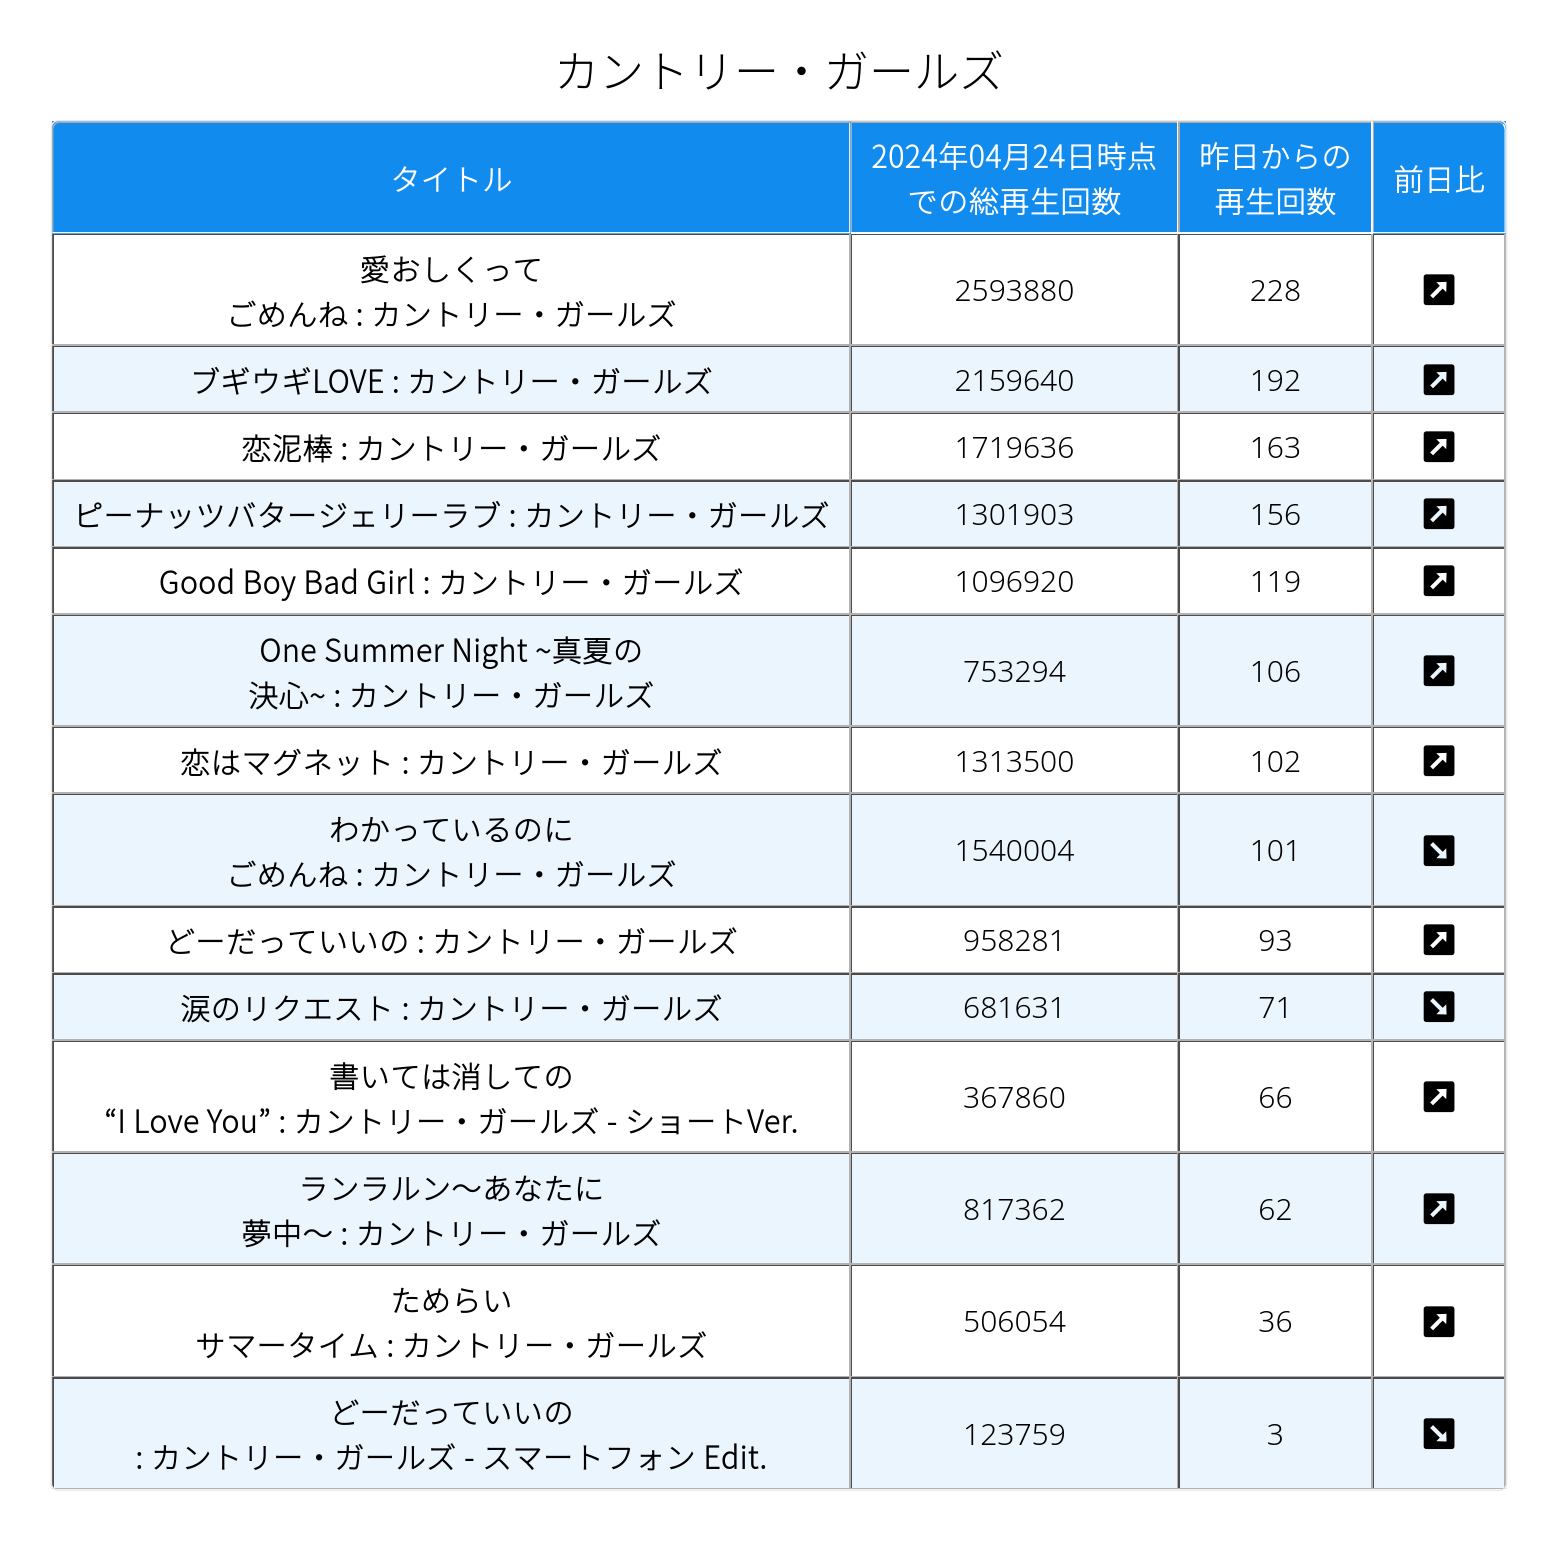 カントリー・ガールズ
タイトル
2024年04月24日時点
での総再生回数
昨日からの
再生回数
前日比
愛おしくって
ごめんね : カントリー・ガールズ
2593880
228
ブギウギLOVE : カントリー・ガールズ
2159640
192
恋泥棒 : カントリー・ガールズ
1719636
163
ピーナッツバタージェリーラブ : カントリー・ガールズ
1301903
156
Good Boy Bad Girl : カントリー・ガールズ
1096920
119
One Summer Night ~真夏の
決心~ : カントリー・ガールズ
753294
106
恋はマグネット : カントリー・ガールズ
1313500
102
わかっているのに
ごめんね : カントリー・ガールズ
1540004
101
どーだっていいの : カントリー・ガールズ
958281
93
涙のリクエスト : カントリー・ガールズ
681631
71
書いては消しての
“I Love You” : カントリー・ガールズ - ショートVer.
367860
66
ランラルン〜あなたに
夢中〜 : カントリー・ガールズ
817362
62
ためらい
サマータイム : カントリー・ガールズ
506054
36
どーだっていいの
: カントリー・ガールズ - スマートフォン Edit.
123759
3